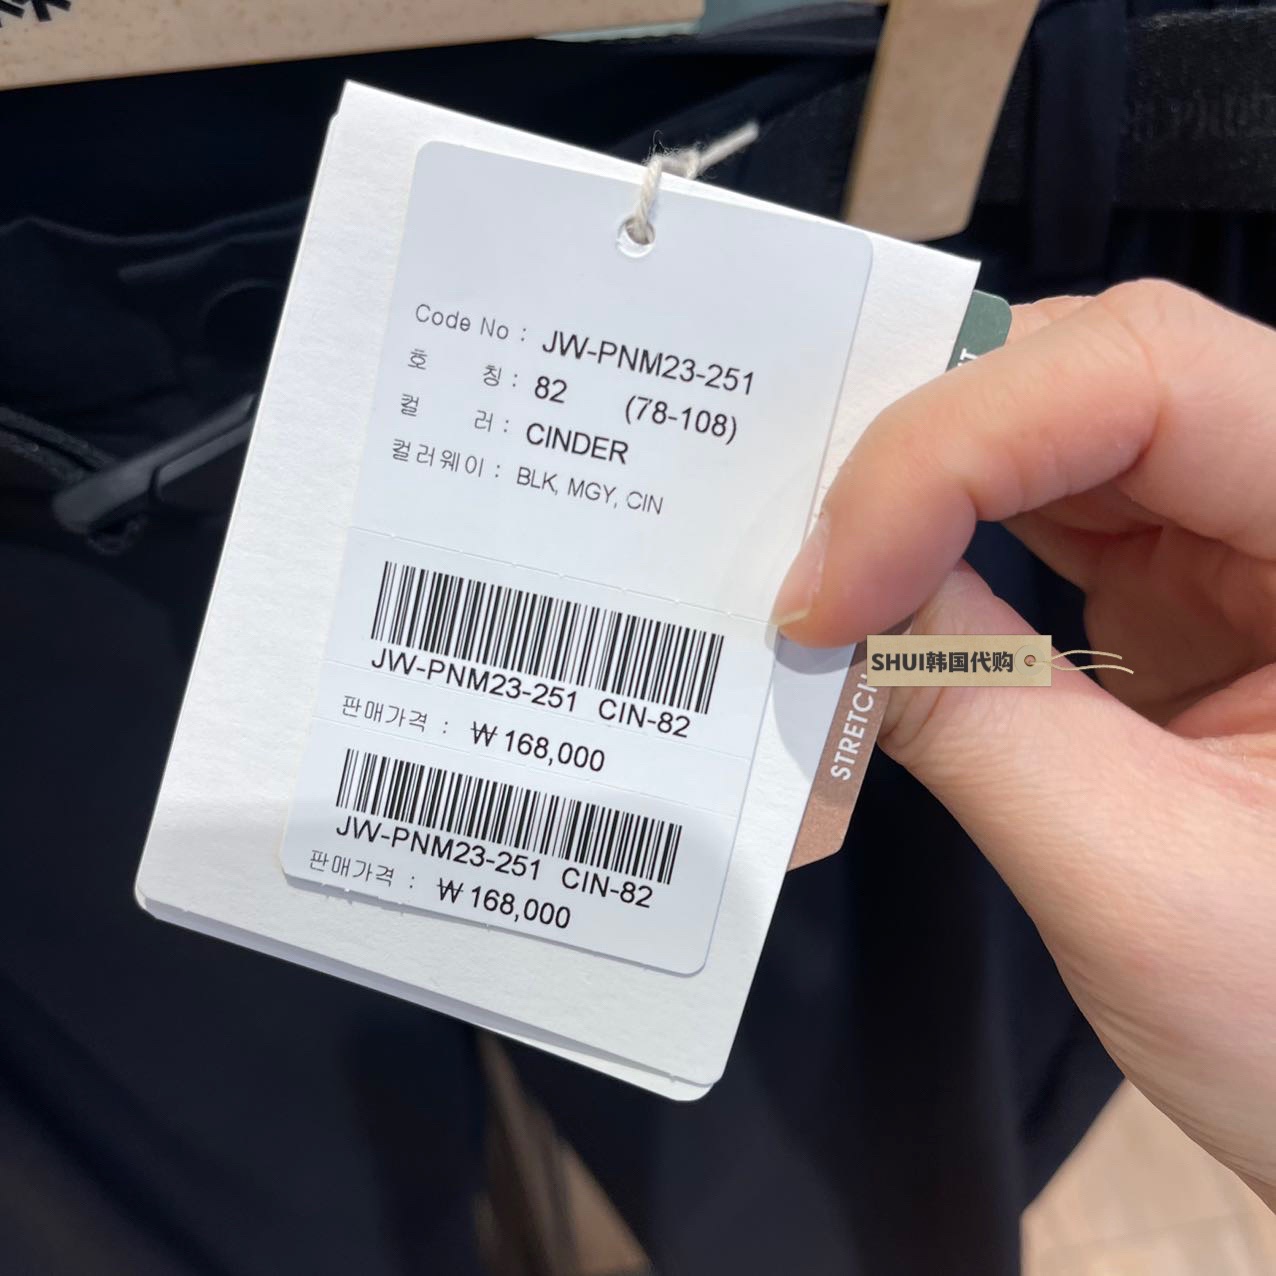 Code No : JW-PNM23-251
호 칭 : 82 (78-108)
컬 러 : CINDER
컬러웨이 : BLK, MGY, CIN
JW-PNM23-251 CIN-82
판매가격 : ₩ 168,000
JW-PNM23-251 CIN-82
판매가격 : ₩ 168,000
STRETCH
SHUI韩国代购